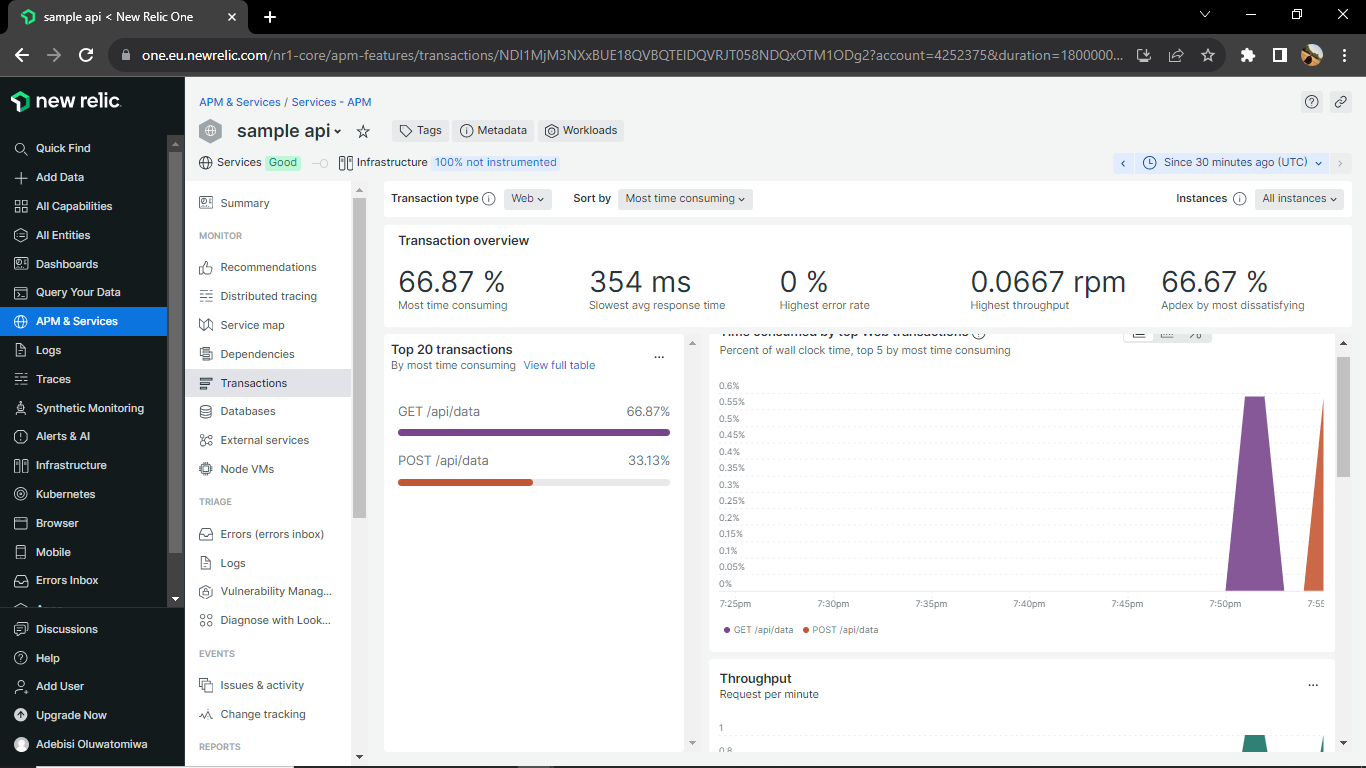 sample api < New Relic One
one.eu.newrelic.com/nr1-core/apm-features/transactions/NDI1MjM3NXxBUE18QVBQTElDQVRJT058NDQxOTM1ODg2?account=4252375&duration=1800000...
new relic
Quick Find
Add Data
All Capabilities
All Entities
Dashboards
Query Your Data
APM & Services
Logs
Traces
Synthetic Monitoring
Alerts & AI
Infrastructure
Kubernetes
Browser
Mobile
Errors Inbox
Discussions
Help
Add User
Upgrade Now
Adebisi Oluwatomiwa
APM & Services / Services - APM
sample api
Tags
Metadata
Workloads
Services Good
Infrastructure 100% not instrumented
Since 30 minutes ago (UTC)
Summary
MONITOR
Recommendations
Distributed tracing
Service map
Dependencies
Transactions
Databases
External services
Node VMs
TRIAGE
Errors (errors inbox)
Logs
Vulnerability Manag...
Diagnose with Look...
EVENTS
Issues & activity
Change tracking
REPORTS
Transaction type Web
Sort by Most time consuming
Instances All instances
Transaction overview
66.87 %
Most time consuming
354 ms
Slowest avg response time
0 %
Highest error rate
0.0667 rpm
Highest throughput
66.67 %
Apdex by most dissatisfying
Top 20 transactions
...
By most time consuming View full table
GET /api/data 66.87%
POST /api/data 33.13%
Time consumed by top Web transactions
Percent of wall clock time, top 5 by most time consuming
0.6%
0.55%
0.5%
0.45%
0.4%
0.35%
0.3%
0.25%
0.2%
0.15%
0.1%
0.05%
0%
7:25pm 7:30pm 7:35pm 7:40pm 7:45pm 7:50pm 7:55
GET /api/data POST /api/data
Throughput
...
Request per minute
1
0.8